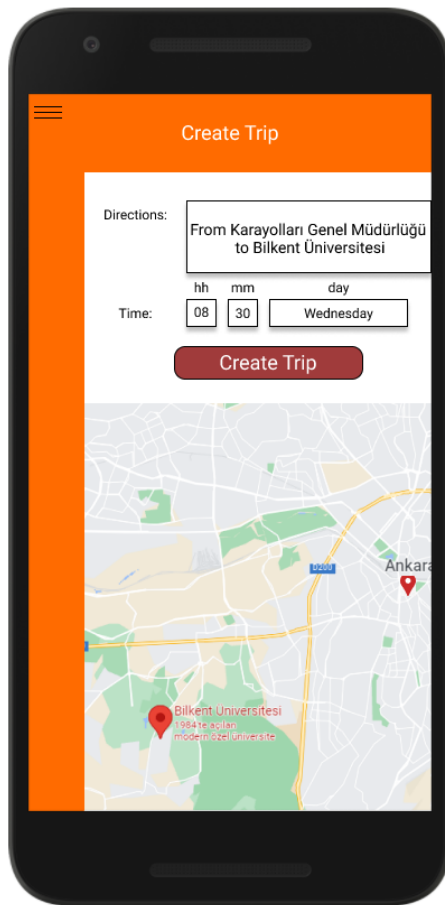 Create Trip
Directions:
From Karayolları Genel Müdürlüğü
to Bilkent Üniversitesi
hh mm day
Time: 08 30 Wednesday
Create Trip
D200
Ankara
Bilkent Üniversitesi
1984'te açılan
modern özel üniversite